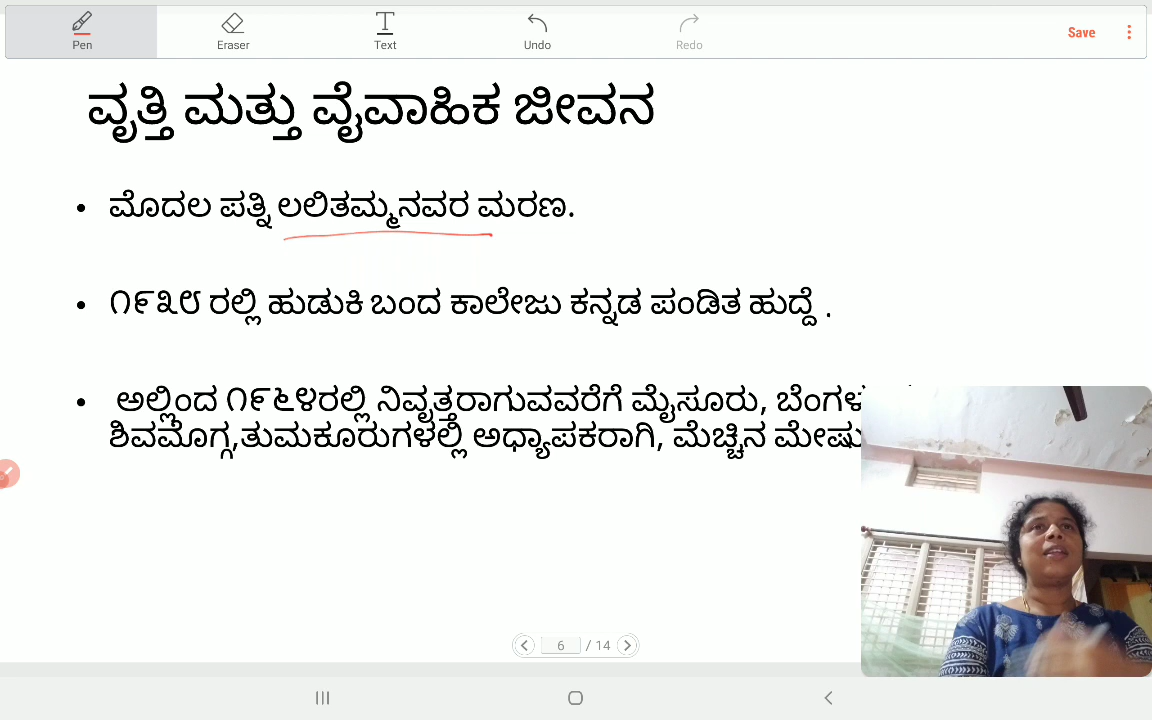 Pen Eraser Text Undo Redo Save
ವೃತ್ತಿ ಮತ್ತು ವೈವಾಹಿಕ ಜೀವನ
• ಮೊದಲ ಪತ್ನಿ ಲಲಿತಮ್ಮನವರ ಮರಣ.
• ೧೯೩೮ ರಲ್ಲಿ ಹುಡುಕಿ ಬಂದ ಕಾಲೇಜು ಕನ್ನಡ ಪಂಡಿತ ಹುದ್ದೆ .
• ಅಲ್ಲಿಂದ ೧೯೬೪ರಲ್ಲಿ ನಿವೃತ್ತರಾಗುವವರೆಗೆ ಮೈಸೂರು,
ಶಿವಮೊಗ್ಗ,ತುಮಕೂರುಗಳಲ್ಲಿ ಅಧ್ಯಾಪಕರಾಗಿ, ಮೆಚ್ಚಿನ
6 / 14